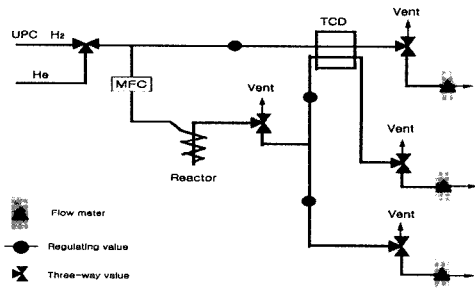 TCD
Vent
UPC H₂
He
MFC
Vent
Vent
Reactor
Flow meter
Vent
Regulating value
Three-way value